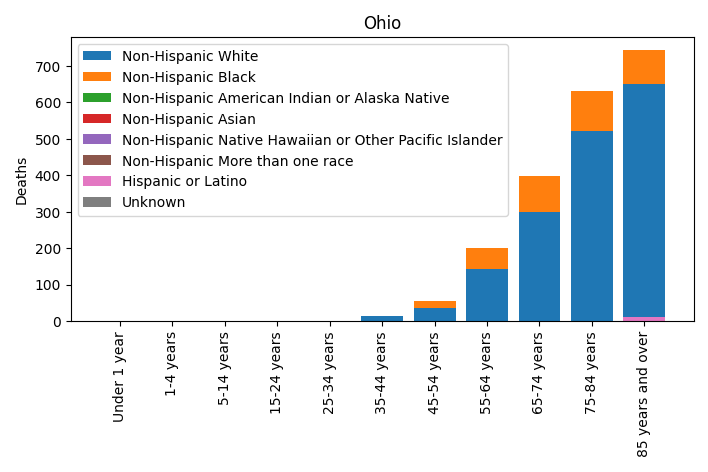 Ohio
Non-Hispanic White
Non-Hispanic Black
Non-Hispanic American Indian or Alaska Native
Non-Hispanic Asian
Non-Hispanic Native Hawaiian or Other Pacific Islander
Non-Hispanic More than one race
Hispanic or Latino
Unknown
Deaths
700
600
500
400
300
200
100
0
Under 1 year
1-4 years
5-14 years
15-24 years
25-34 years
35-44 years
45-54 years
55-64 years
65-74 years
75-84 years
85 years and over